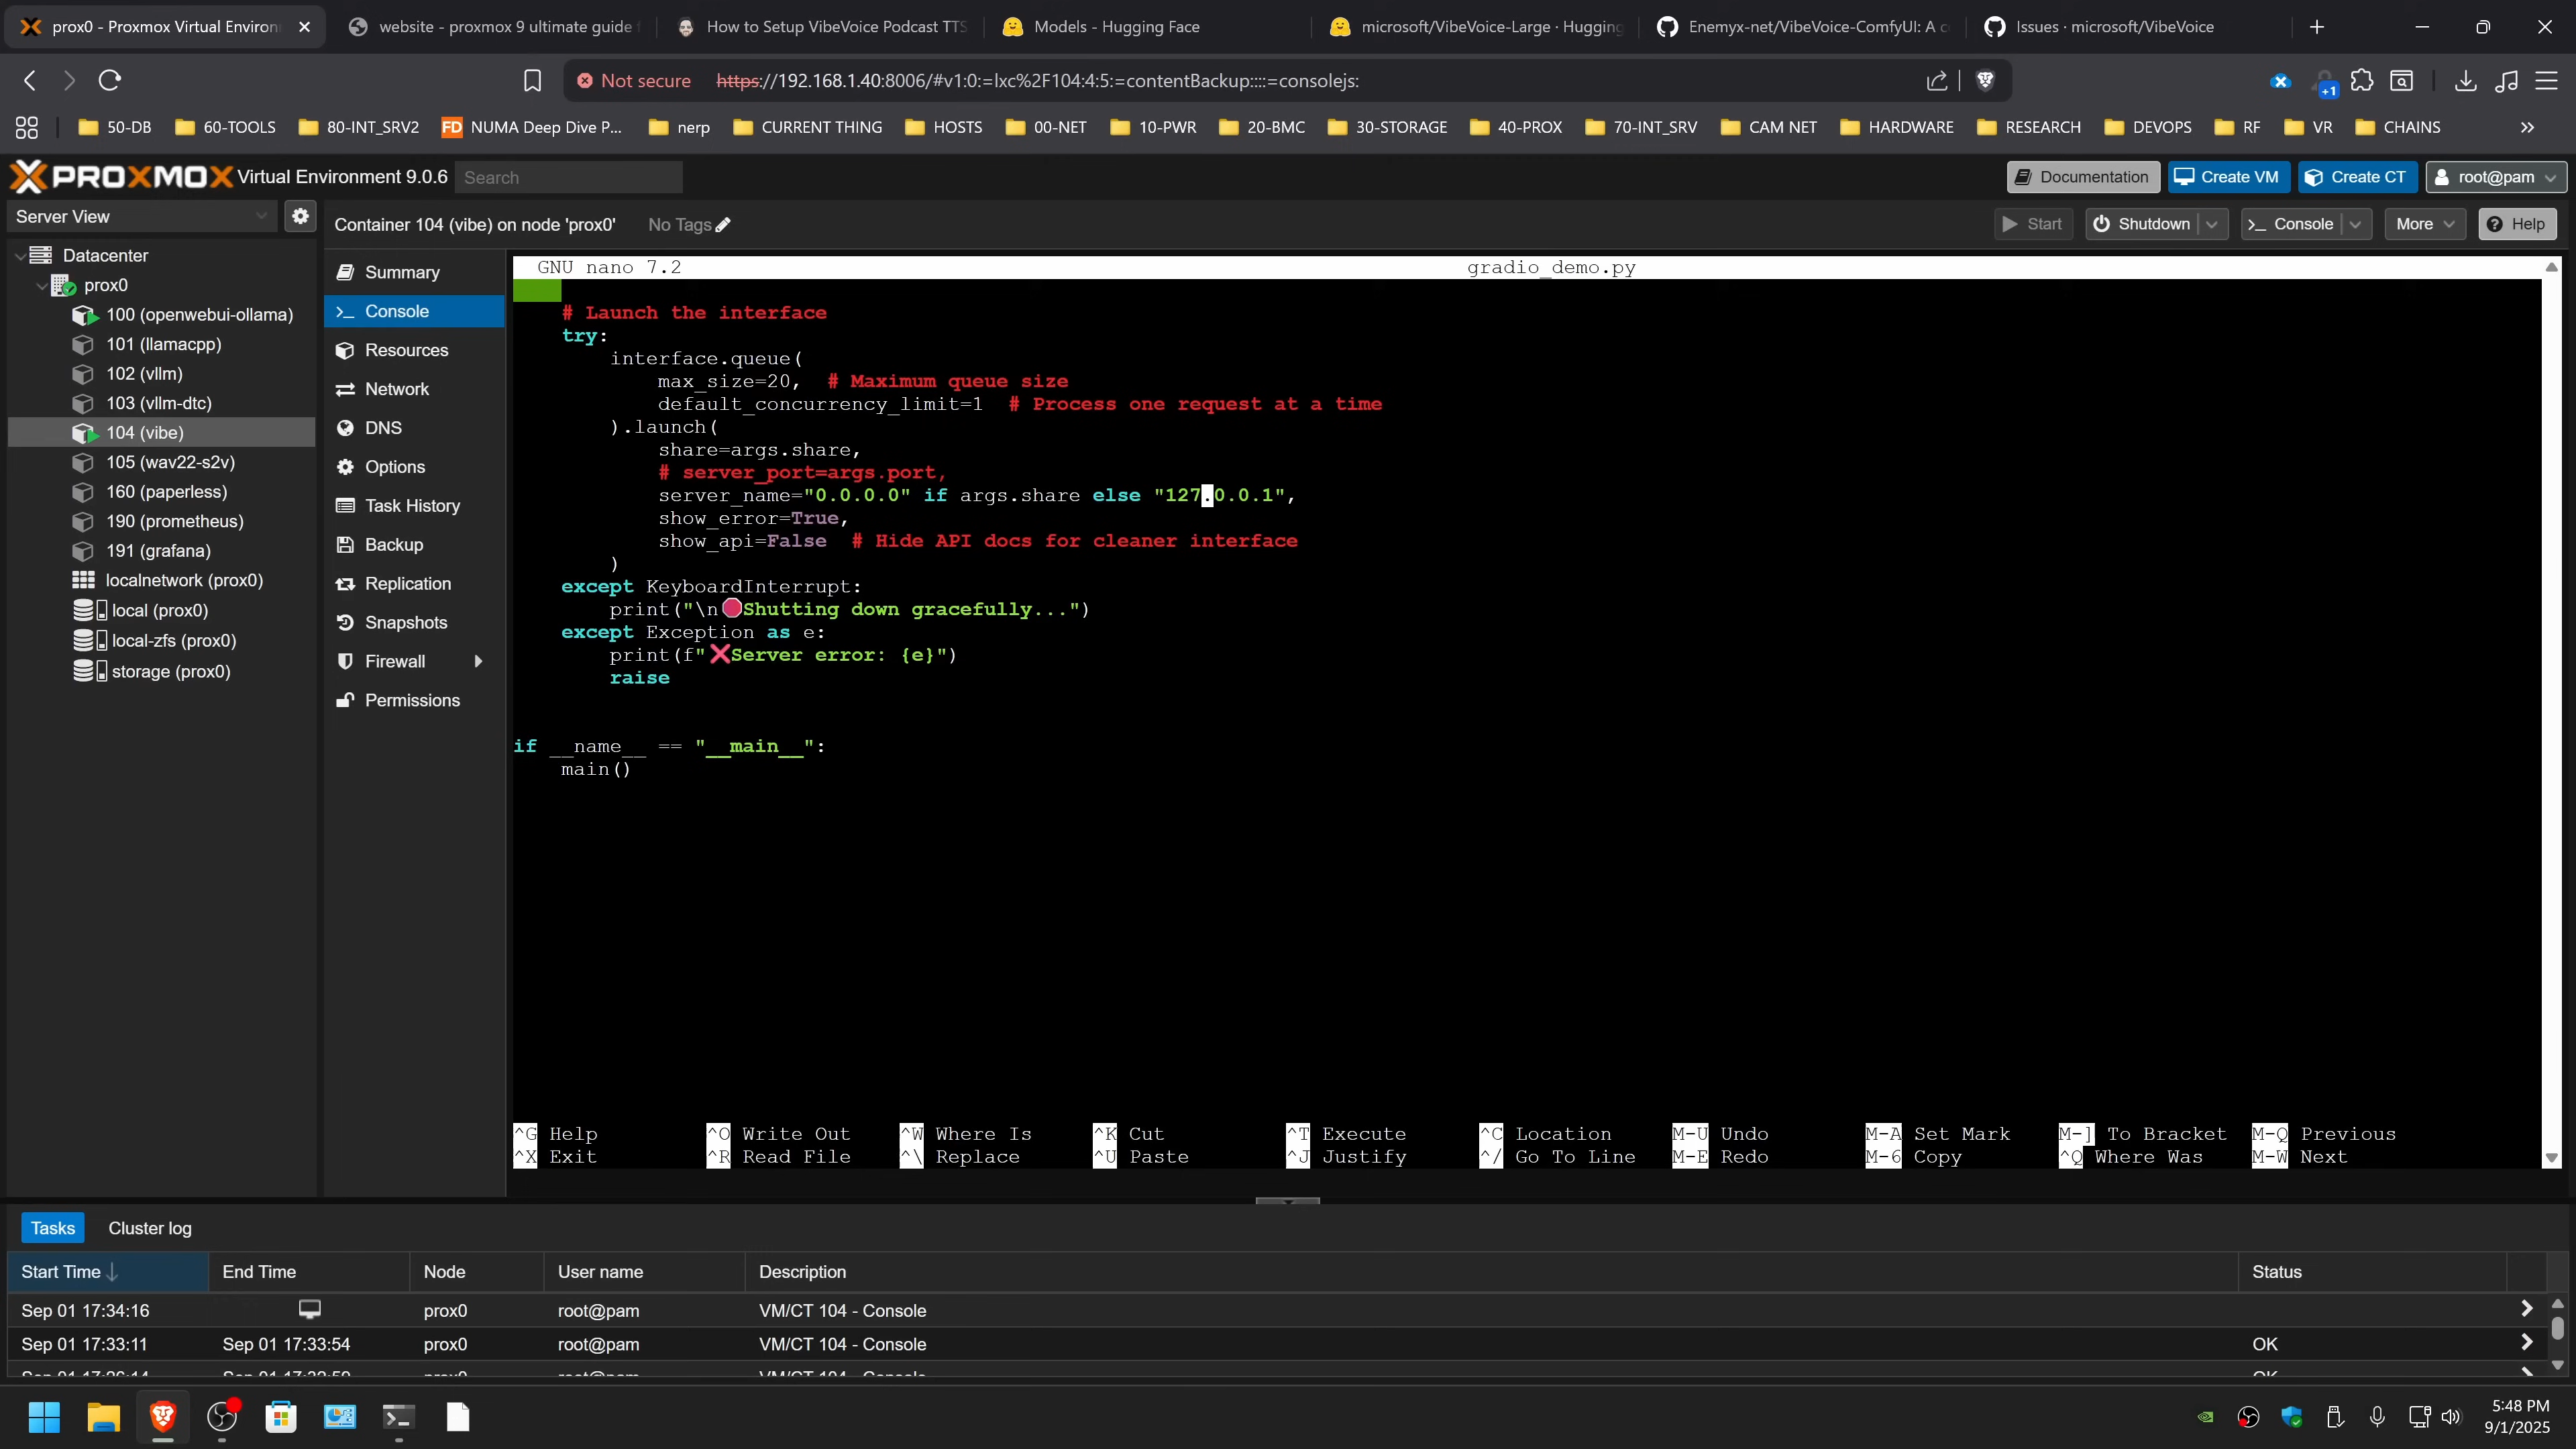 prox0 - Proxmox Virtual Environ
website - proxmox 9 ultimate guide
How to Setup VibeVoice Podcast TTS
Models - Hugging Face
microsoft/VibeVoice-Large · Hugging
Enemyx-net/VibeVoice-ComfyUI: A c
Issues · microsoft/VibeVoice
Not secure https://192.168.1.40:8006/#v1:0:=lxc%2F104:4:5:=contentBackup::::=consolejs:
+1
50-DB 60-TOOLS 80-INT_SRV2 FD NUMA Deep Dive P... nerp CURRENT THING HOSTS 00-NET 10-PWR 20-BMC 30-STORAGE 40-PROX 70-INT_SRV CAM NET HARDWARE RESEARCH DEVOPS RF VR CHAINS »
PROXMOX Virtual Environment 9.0.6 Search Documentation Create VM Create CT root@pam
Server View
Container 104 (vibe) on node 'prox0' No Tags Start Shutdown Console More Help
Datacenter
prox0
100 (openwebui-ollama)
101 (llamacpp)
102 (vllm)
103 (vllm-dtc)
104 (vibe)
105 (wav22-s2v)
160 (paperless)
190 (prometheus)
191 (grafana)
localnetwork (prox0)
local (prox0)
local-zfs (prox0)
storage (prox0)
Summary
Console
Resources
Network
DNS
Options
Task History
Backup
Replication
Snapshots
Firewall
Permissions
GNU nano 7.2 gradio_demo.py
# Launch the interface
try:
interface.queue(
max_size=20,  # Maximum queue size
default_concurrency_limit=1  # Process one request at a time
).launch(
share=args.share,
# server_port=args.port,
server_name="0.0.0.0" if args.share else "127.0.0.1",
show_error=True,
show_api=False  # Hide API docs for cleaner interface
)
except KeyboardInterrupt:
print("\n🛑Shutting down gracefully...")
except Exception as e:
print(f"❌Server error: {e}")
raise
if __name__ == "__main__":
main()
^G Help ^O Write Out ^W Where Is ^K Cut ^T Execute ^C Location M-U Undo M-A Set Mark M-] To Bracket M-Q Previous
^X Exit ^R Read File ^\ Replace ^U Paste ^J Justify ^/ Go To Line M-E Redo M-6 Copy ^Q Where Was M-W Next
Tasks Cluster log
Start Time End Time Node User name Description Status
Sep 01 17:34:16 prox0 root@pam VM/CT 104 - Console
Sep 01 17:33:11 Sep 01 17:33:54 prox0 root@pam VM/CT 104 - Console OK
5:48 PM
9/1/2025